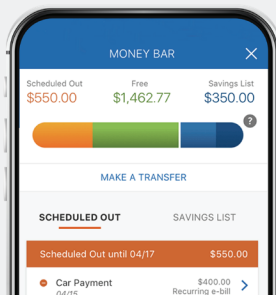 MONEY BAR
Scheduled Out Free Savings List
$550.00 $1,462.77 $350.00
?
MAKE A TRANSFER
SCHEDULED OUT SAVINGS LIST
Scheduled Out until 04/17 $550.00
Car Payment $400.00
04/15 Recurring e-bill